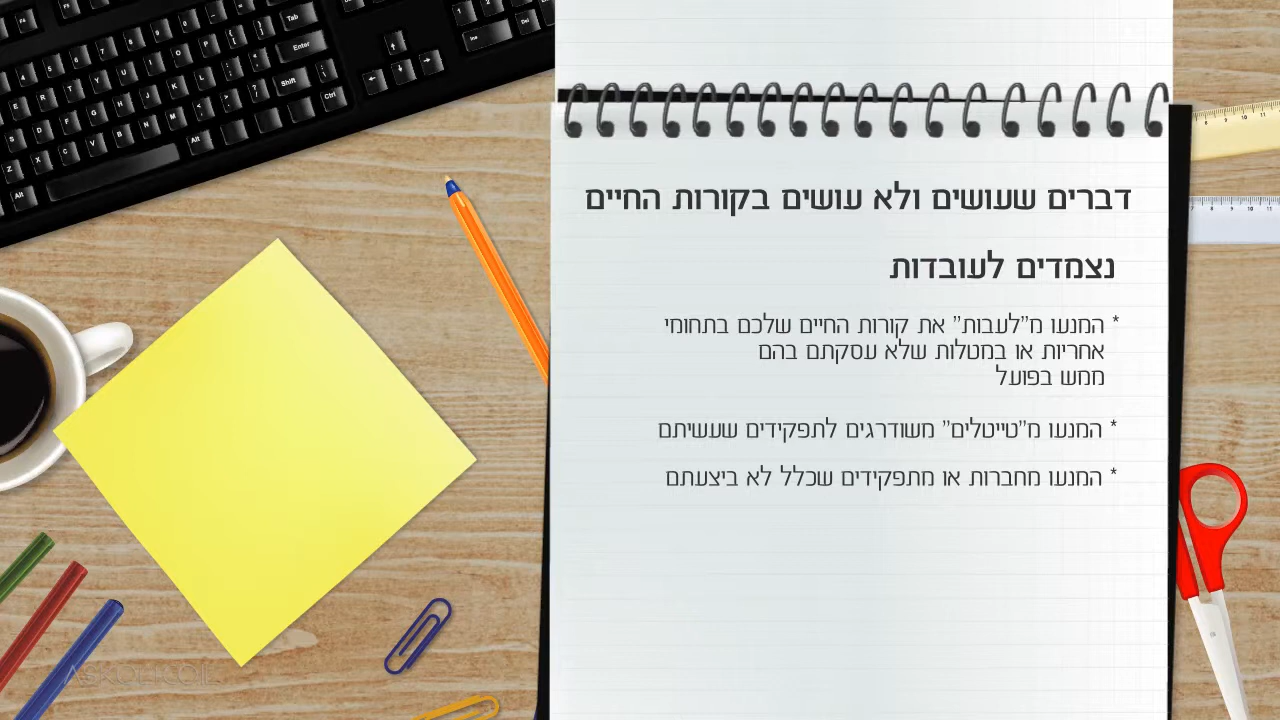 דברים שעושים ולא עושים בקורות החיים
נצמדים לעובדות
* המנעו מ"לעבות" את קורות החיים שלכם בתחומי
אחריות או במטלות שלא עסקתם בהם
ממש בפועל
* המנעו מ"טייטלים" משודרגים לתפקידים שעשיתם
* המנעו מחברות או מתפקידים שכלל לא ביצעתם